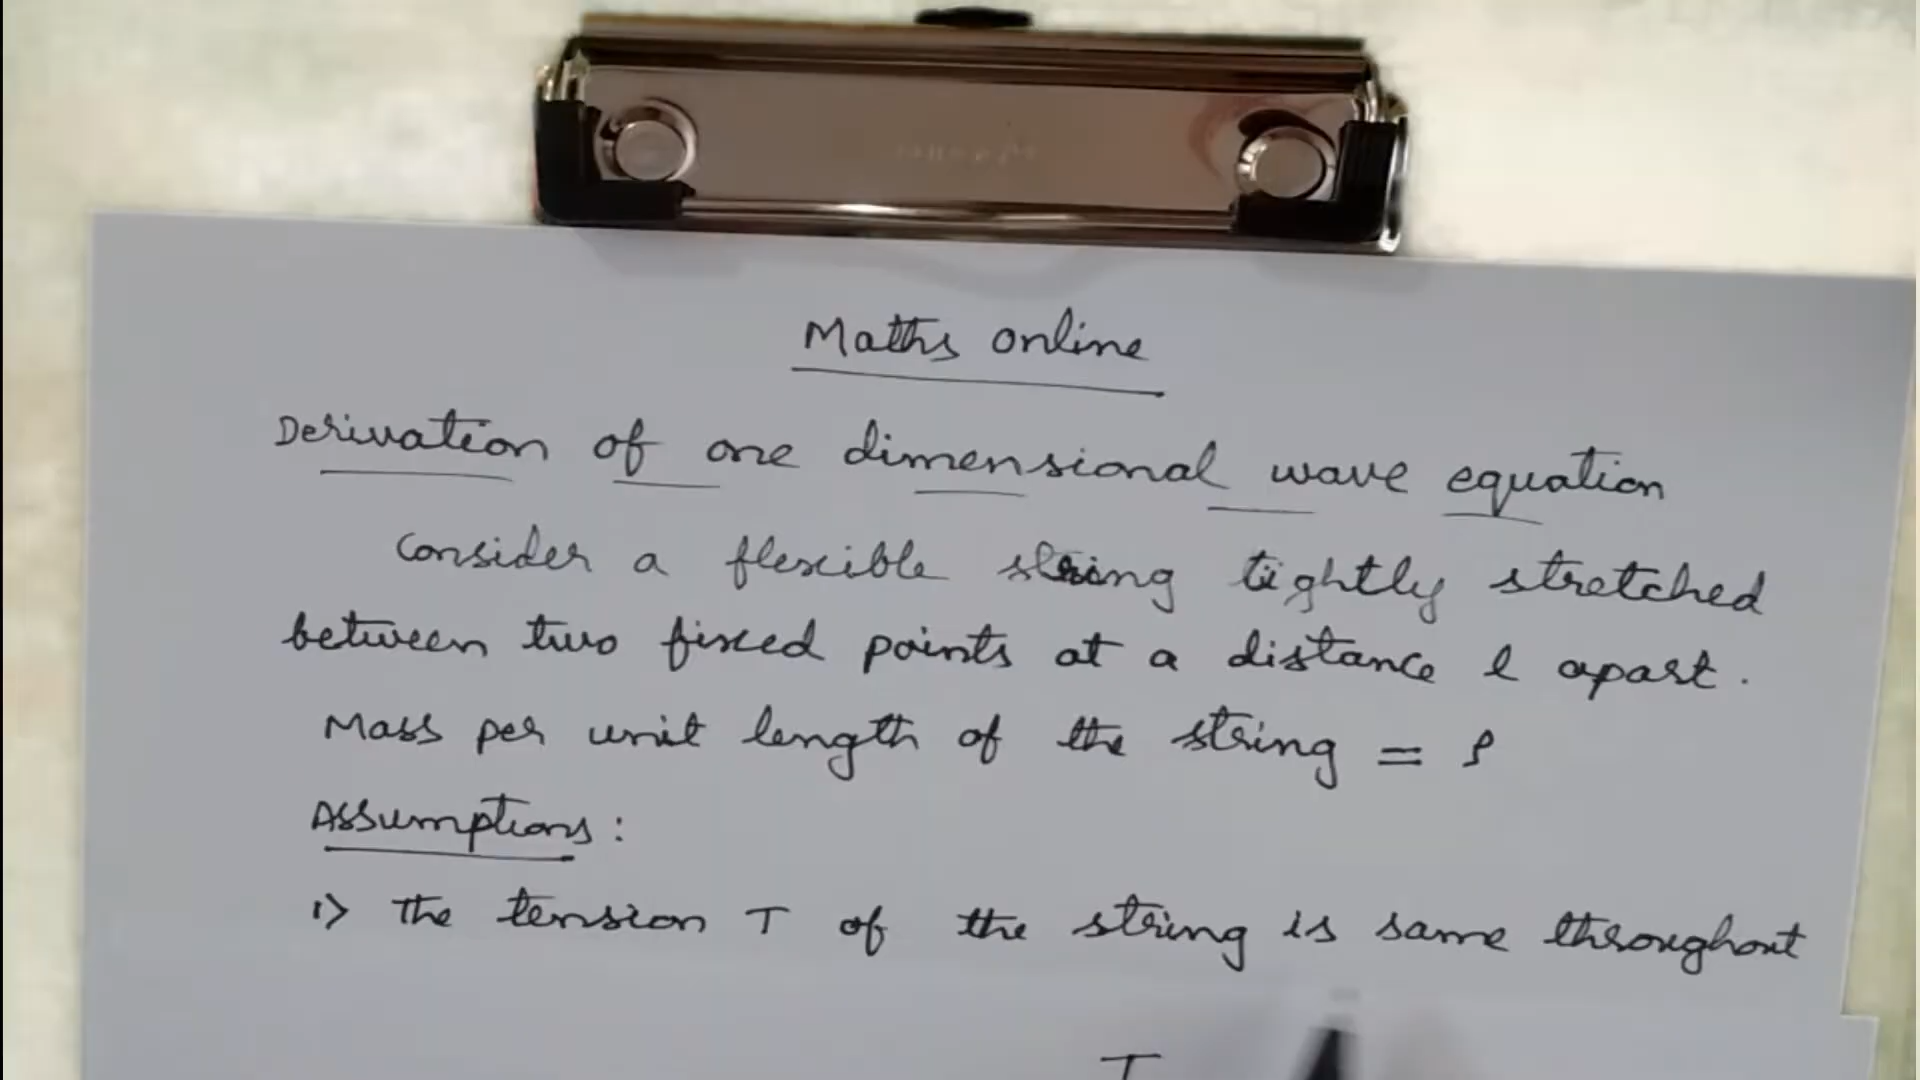 Maths online
Derivation of one dimensional wave equation
Consider a flexible string tightly stretched
between two fixed points at a distance l apart.
Mass per unit length of the string = ρ
Assumptions:
1> The tension T of the string is same throughout
T